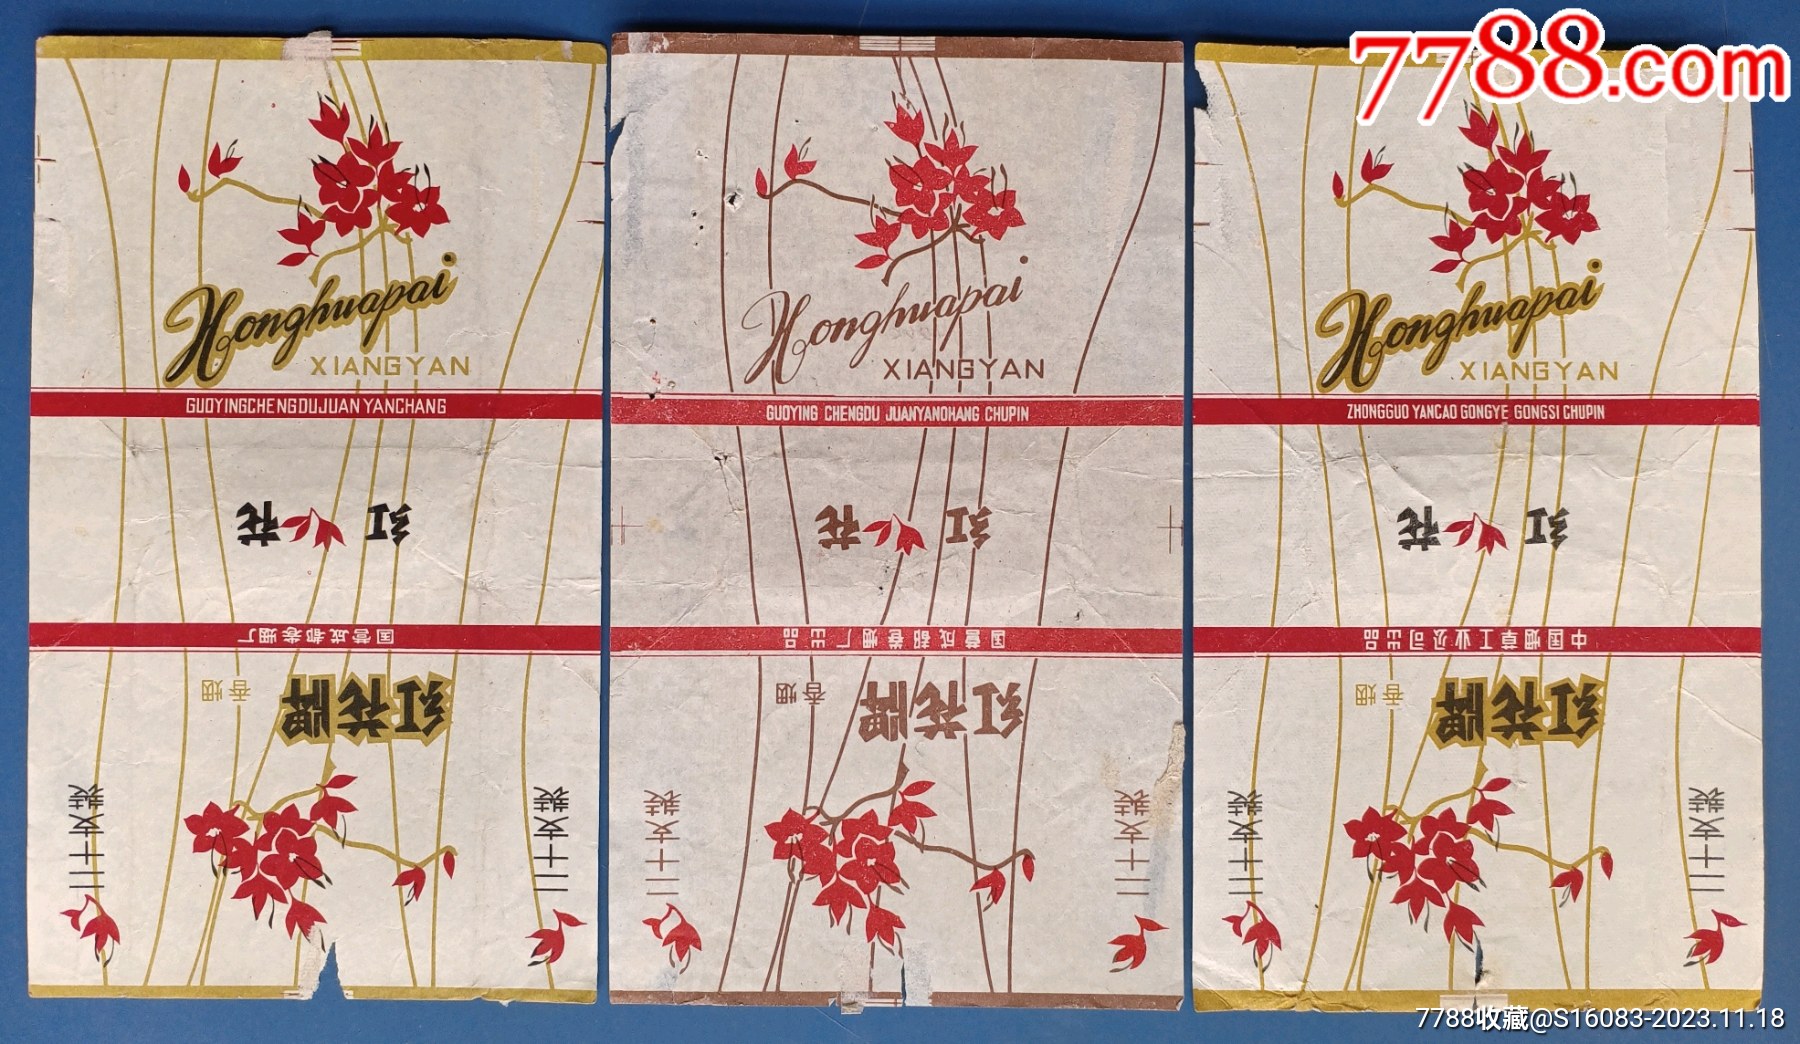 7788.com
Honghuapai
XIANGYAN
GUOYINGCHENGDUJUANYANCHANG
红花
国营成都卷烟厂
红花牌
香烟
二十支装
二十支装
Honghuapai
XIANGYAN
GUOYING CHENGDU JUANYANOHANG CHUPIN
红花
国营成都卷烟厂出品
红花牌
香烟
二十支装
二十支装
Honghuapai
XIANGYAN
ZHONGGUO YANCAO GONGYE GONGSI CHUPIN
红花
中国烟草工业公司出品
红花牌
香烟
二十支装
二十支装
7788收藏@S16083-2023.11.18